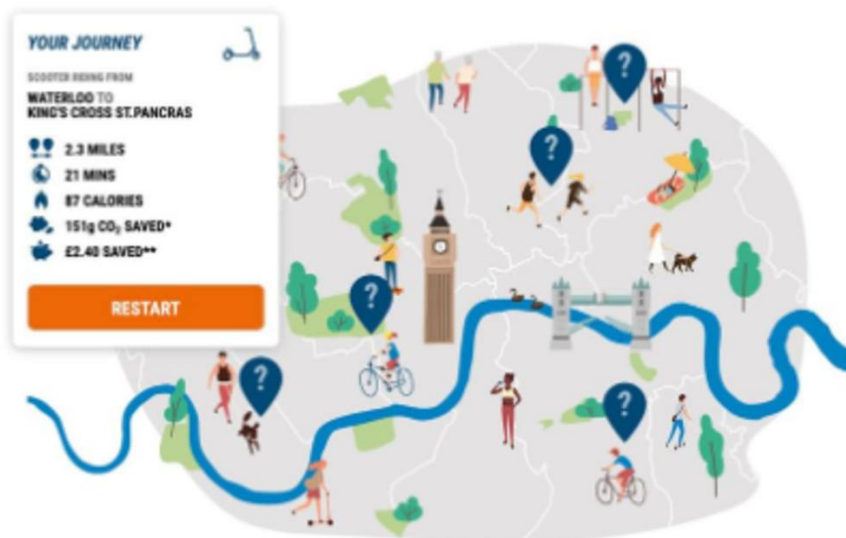 YOUR JOURNEY
SCOOTER RIDING FROM
WATERLOO TO
KING'S CROSS ST.PANCRAS
2.3 MILES
21 MINS
87 CALORIES
151g CO₂ SAVED*
£2.40 SAVED**
RESTART
?
?
?
?
?